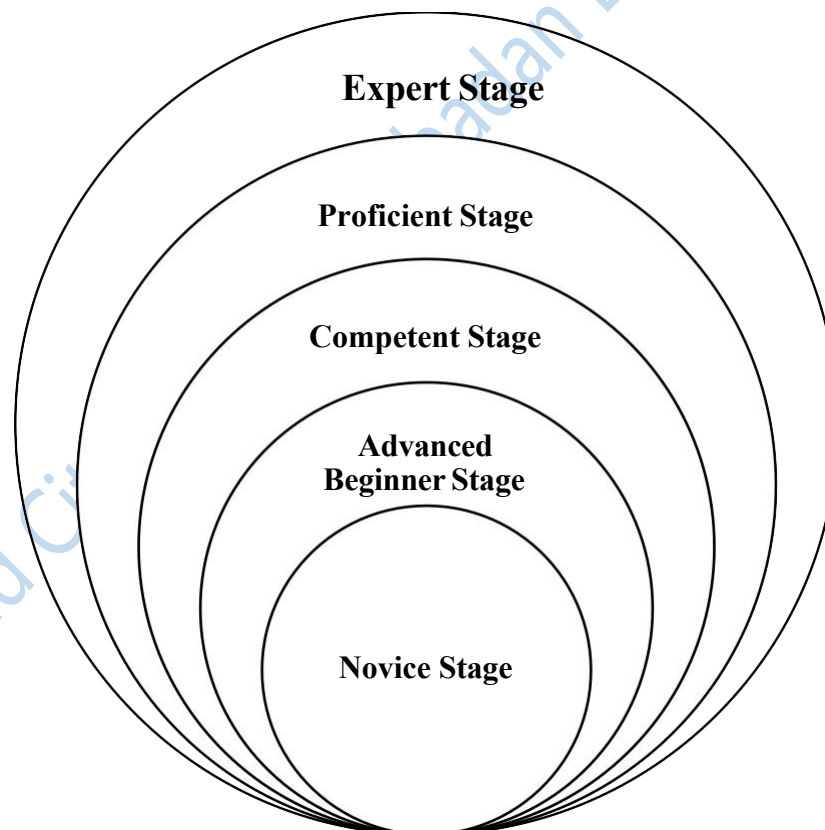 Expert Stage
Proficient Stage
Competent Stage
Advanced
Beginner Stage
Novice Stage